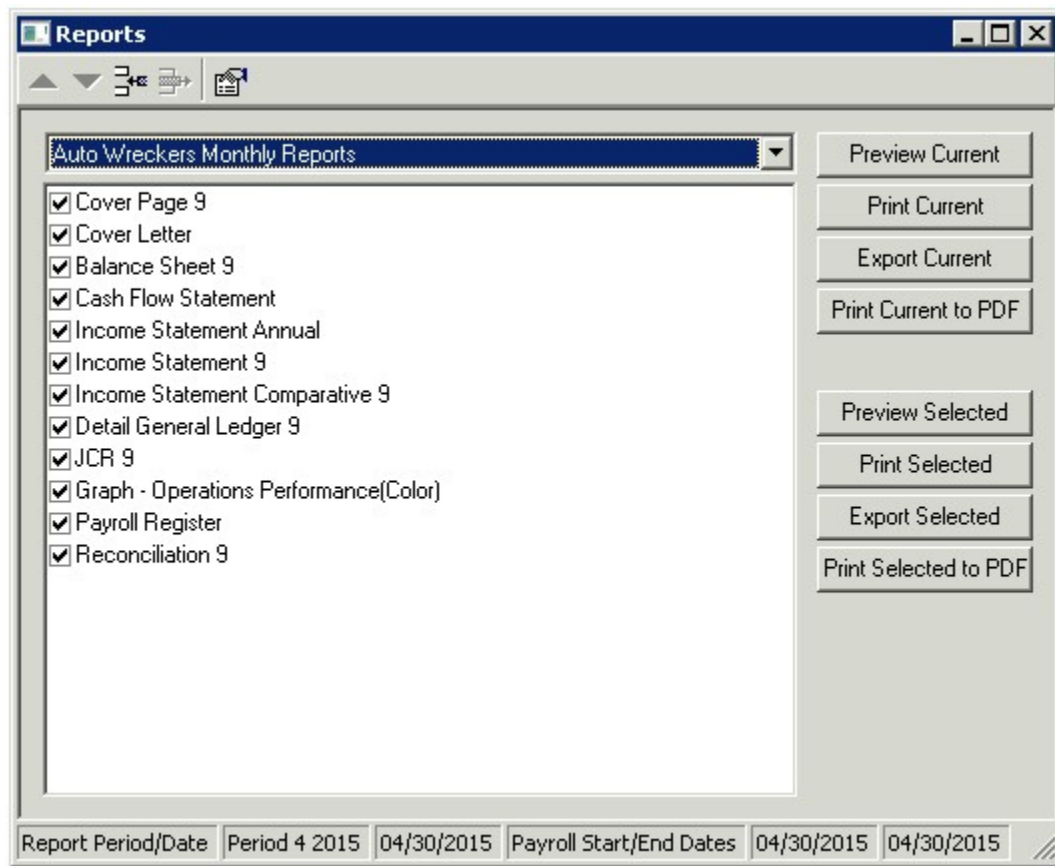 Reports
Auto Wreckers Monthly Reports
Cover Page 9
Cover Letter
Balance Sheet 9
Cash Flow Statement
Income Statement Annual
Income Statement 9
Income Statement Comparative 9
Detail General Ledger 9
JCR 9
Graph - Operations Performance(Color)
Payroll Register
Reconciliation 9
Preview Current
Print Current
Export Current
Print Current to PDF
Preview Selected
Print Selected
Export Selected
Print Selected to PDF
Report Period/Date Period 4 2015 04/30/2015 Payroll Start/End Dates 04/30/2015 04/30/2015